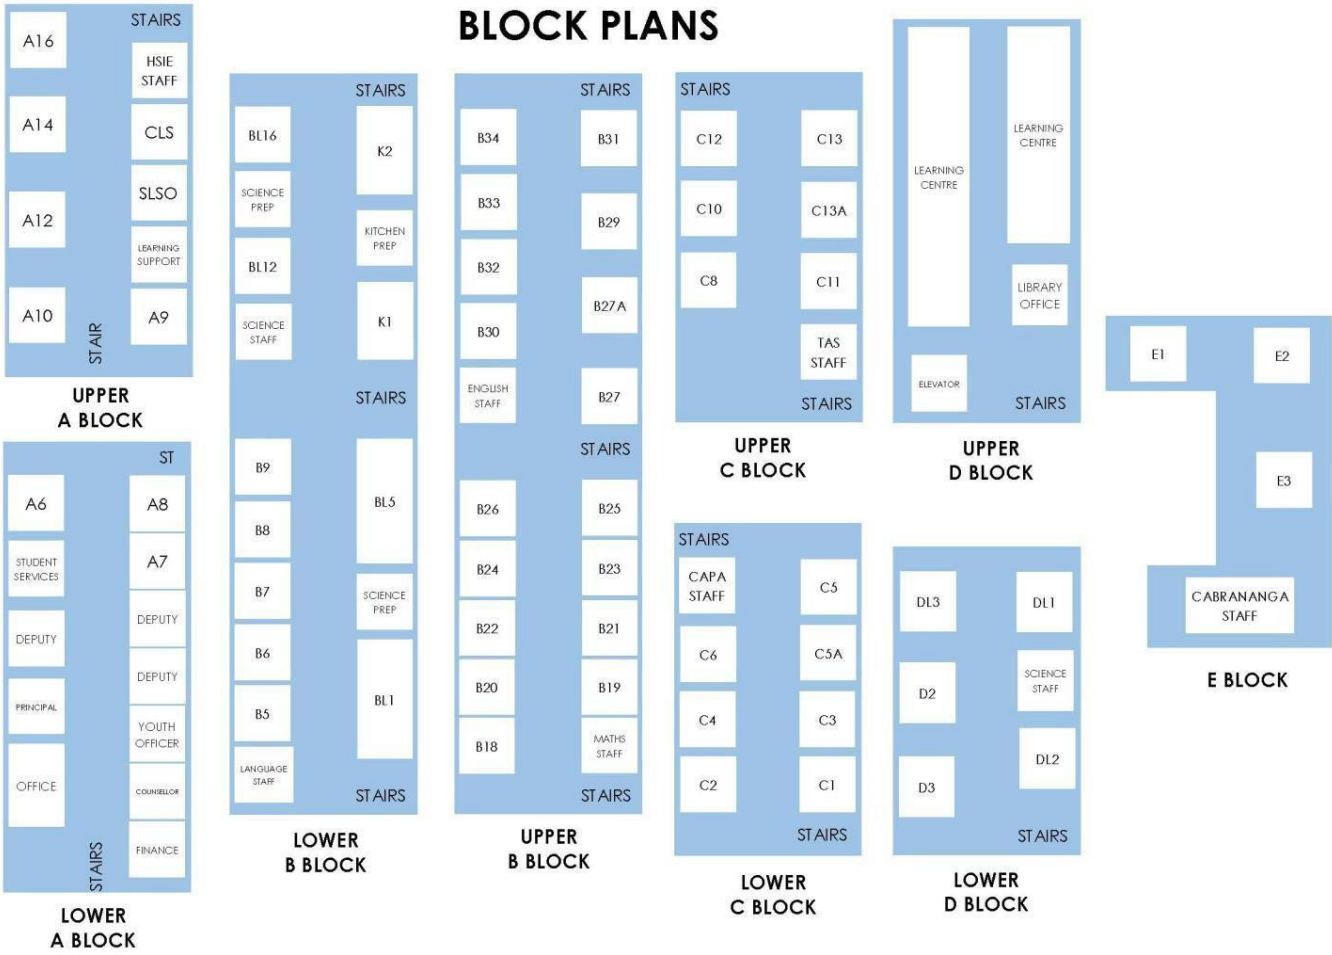 BLOCK PLANS
STAIRS
A16
HSIE
STAFF
A14
CLS
SLSO
A12
LEARNING
SUPPORT
A10
A9
STAIR
UPPER
A BLOCK
ST
A6
A8
STUDENT
SERVICES
A7
DEPUTY
DEPUTY
DEPUTY
PRINCIPAL
YOUTH
OFFICER
OFFICE
COUNSELLOR
FINANCE
STAIRS
LOWER
A BLOCK
STAIRS
BL16
K2
SCIENCE
PREP
KITCHEN
PREP
BL12
K1
SCIENCE
STAFF
STAIRS
B9
BL5
B8
B7
SCIENCE
PREP
B6
BL1
B5
LANGUAGE
STAFF
STAIRS
LOWER
B BLOCK
STAIRS
B34
B31
B33
B29
B32
B27A
B30
ENGLISH
STAFF
B27
STAIRS
B26
B25
B24
B23
B22
B21
B20
B19
B18
MATHS
STAFF
STAIRS
UPPER
B BLOCK
STAIRS
C12
C13
C10
C13A
C8
C11
TAS
STAFF
STAIRS
UPPER
C BLOCK
STAIRS
CAPA
STAFF
C5
C6
C5A
C4
C3
C2
C1
STAIRS
LOWER
C BLOCK
LEARNING
CENTRE
LEARNING
CENTRE
LIBRARY
OFFICE
ELEVATOR
STAIRS
UPPER
D BLOCK
DL3
DL1
D2
SCIENCE
STAFF
D3
DL2
STAIRS
LOWER
D BLOCK
E1
E2
E3
CABRANANGA
STAFF
E BLOCK